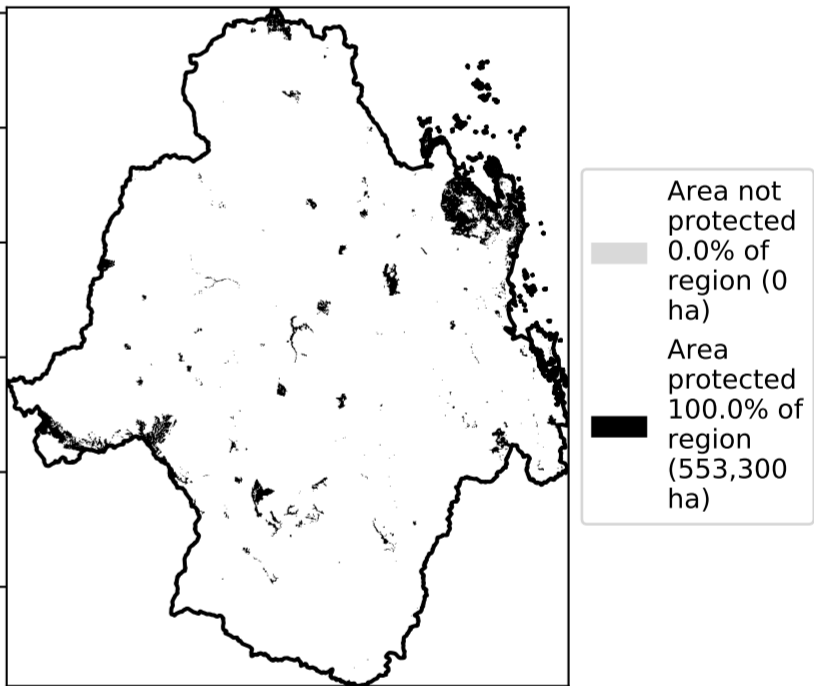 Area not
protected
0.0% of
region (0
ha)
Area
protected
100.0% of
region
(553,300
ha)